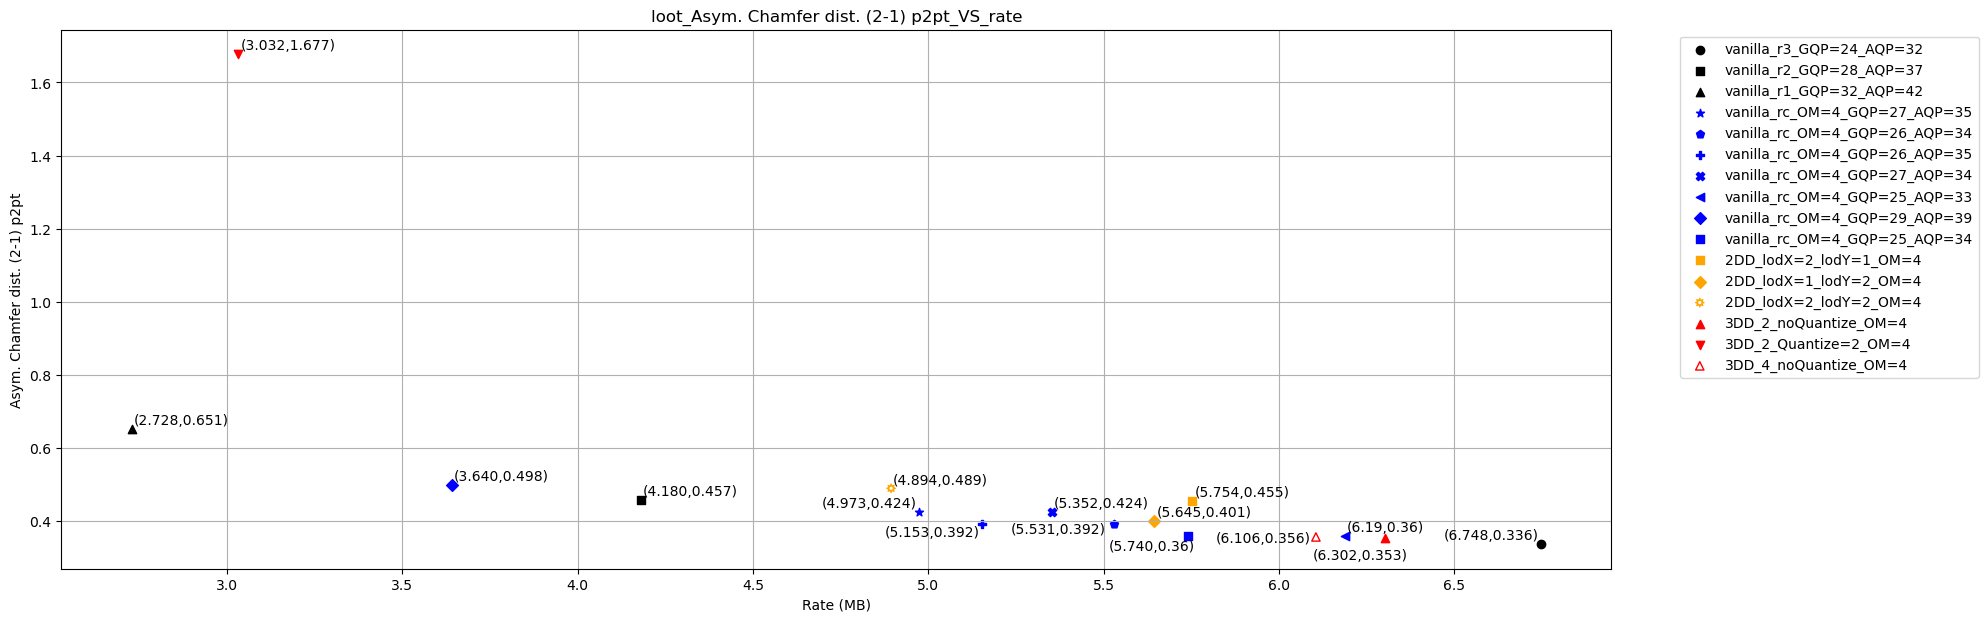 loot_Asym. Chamfer dist. (2-1) p2pt_VS_rate
Asym. Chamfer dist. (2-1) p2pt
1.6
1.4
1.2
1.0
0.8
0.6
0.4
(3.032,1.677)
(2.728,0.651)
(3.640,0.498)
(4.180,0.457)
(4.894,0.489)
(4.973,0.424)
(5.153,0.392)
(5.352,0.424)
(5.531,0.392)
(5.754,0.455)
(5.645,0.401)
(5.740,0.36)
(6.106,0.356)
(6.19,0.36)
(6.302,0.353)
(6.748,0.336)
3.0
3.5
4.0
4.5
5.0
5.5
6.0
6.5
Rate (MB)
vanilla_r3_GQP=24_AQP=32
vanilla_r2_GQP=28_AQP=37
vanilla_r1_GQP=32_AQP=42
vanilla_rc_OM=4_GQP=27_AQP=35
vanilla_rc_OM=4_GQP=26_AQP=34
vanilla_rc_OM=4_GQP=26_AQP=35
vanilla_rc_OM=4_GQP=27_AQP=34
vanilla_rc_OM=4_GQP=25_AQP=33
vanilla_rc_OM=4_GQP=29_AQP=39
vanilla_rc_OM=4_GQP=25_AQP=34
2DD_lodX=2_lodY=1_OM=4
2DD_lodX=1_lodY=2_OM=4
2DD_lodX=2_lodY=2_OM=4
3DD_2_noQuantize_OM=4
3DD_2_Quantize=2_OM=4
3DD_4_noQuantize_OM=4